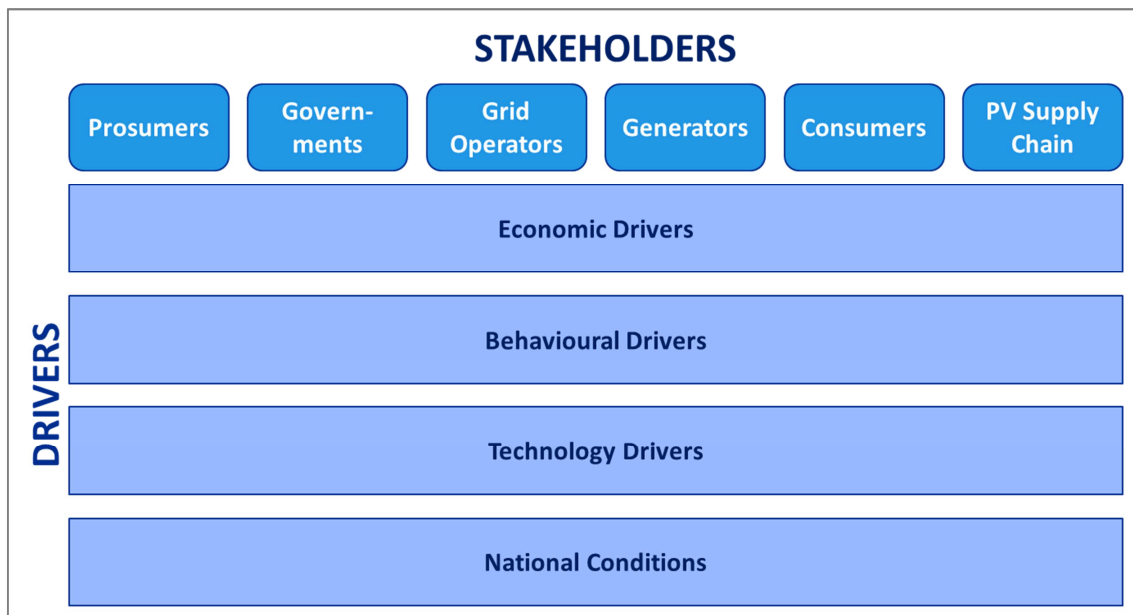 STAKEHOLDERS
Prosumers
Govern-
ments
Grid
Operators
Generators
Consumers
PV Supply
Chain
DRIVERS
Economic Drivers
Behavioural Drivers
Technology Drivers
National Conditions